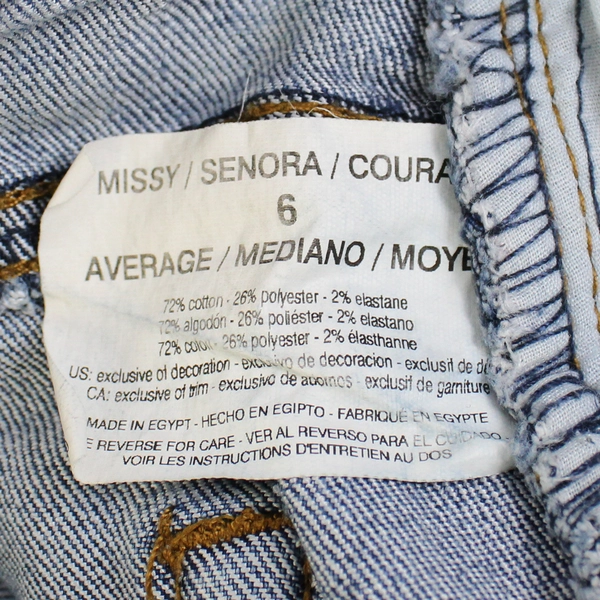 MISSY / SENORA / COURA
6
AVERAGE / MEDIANO / MOYE
72% cotton - 26% polyester - 2% elastane
72% algodón - 26% poliéster - 2% elastano
72% - 26% polyester - 2% élasthanne
US: exclusive of decoration - exclusivo de decoracion - exclusif de
CA: exclusive of trim - exclusivo de adornos - exclusif de garniture
MADE IN EGYPT - HECHO EN EGIPTO - FABRIQUÉ EN EGYPTE
REVERSE FOR CARE - VER AL REVERSO PARA EL CUIDADO -
VOIR LES INSTRUCTIONS D'ENTRETIEN AU DOS